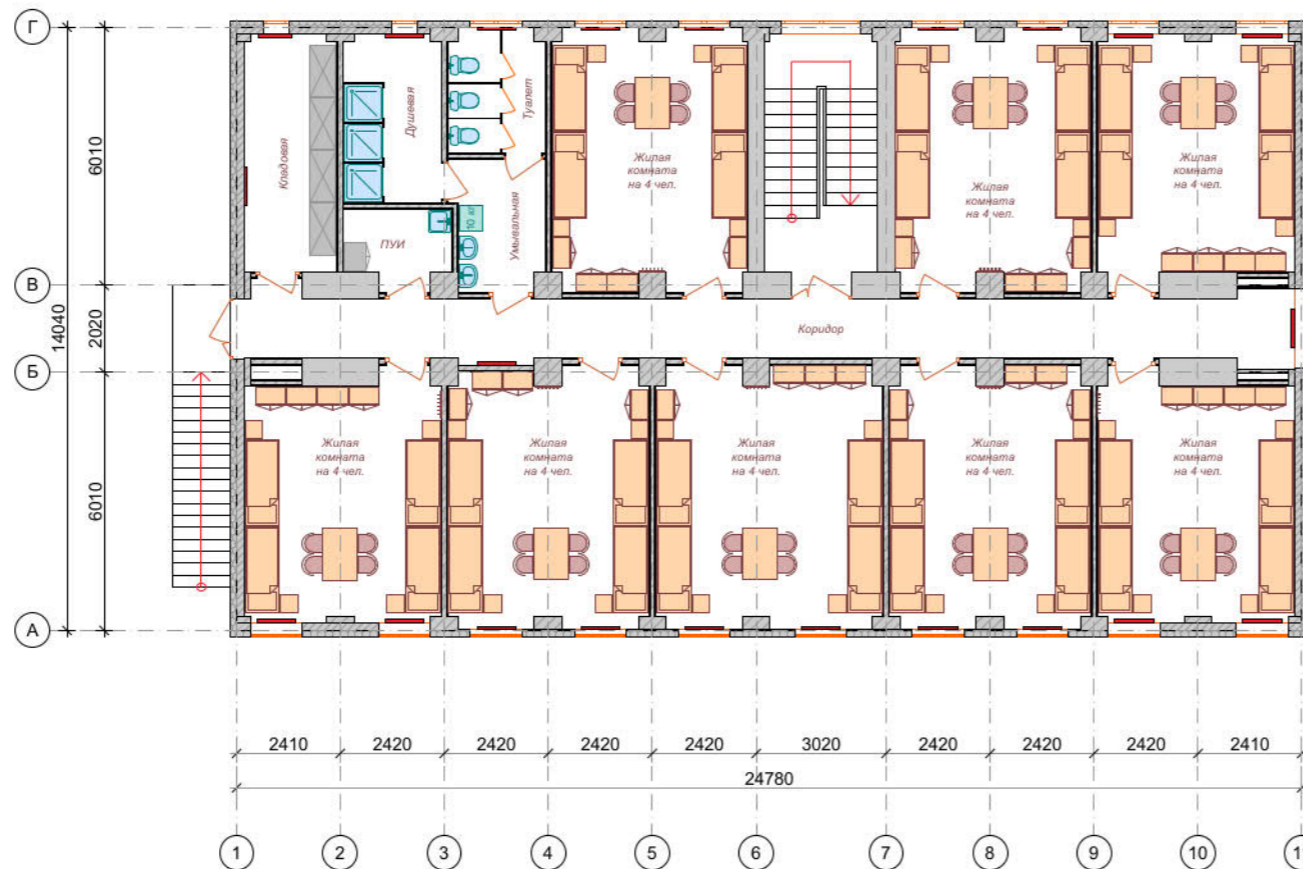 Г
В
Б
А
6010
2020
6010
14040
Кладовая
Душевая
Туалет
ПУИ
10 кг
Умывальная
Жилая
комната
на 4 чел.
Жилая
комната
на 4 чел.
Жилая
комната
на 4 чел.
Коридор
Жилая
комната
на 4 чел.
Жилая
комната
на 4 чел.
Жилая
комната
на 4 чел.
Жилая
комната
на 4 чел.
Жилая
комната
на 4 чел.
2410 2420 2420 2420 2420 3020 2420 2420 2420 2410
24780
1 2 3 4 5 6 7 8 9 10